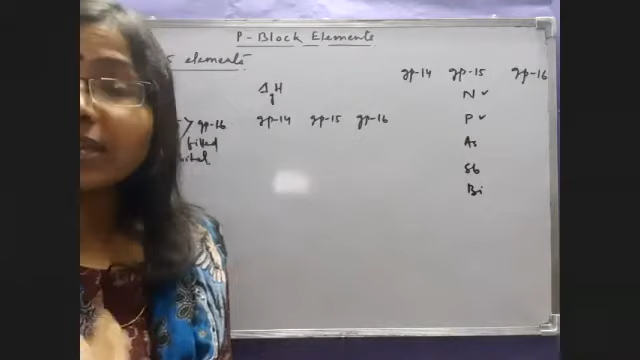 P-Block Elements
elements
gp-14 gp-15 gp-16
N ✓
P ✓
As
Sb
Bi
ΔgH
> gp-16
filled
gp-14 gp-15 gp-16